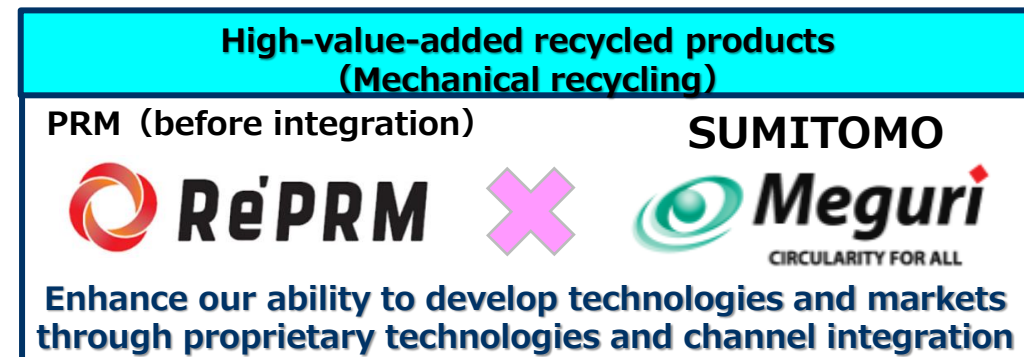 High-value-added recycled products
（Mechanical recycling）
PRM（before integration）
SUMITOMO
RéPRM
Meguri
CIRCULARITY FOR ALL
Enhance our ability to develop technologies and markets
through proprietary technologies and channel integration